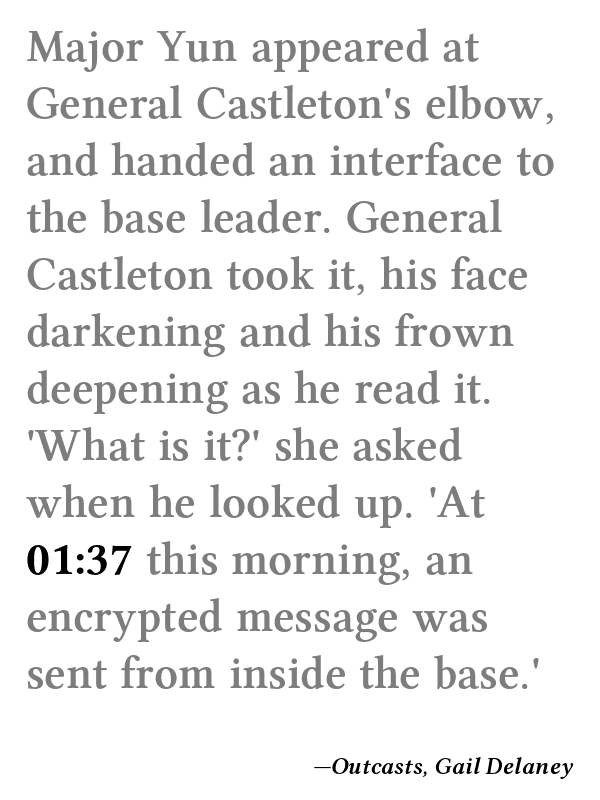 Major Yun appeared at
General Castleton's elbow,
and handed an interface to
the base leader. General
Castleton took it, his face
darkening and his frown
deepening as he read it.
'What is it?' she asked
when he looked up. 'At
01:37 this morning, an
encrypted message was
sent from inside the base.'
—Outcasts, Gail Delaney